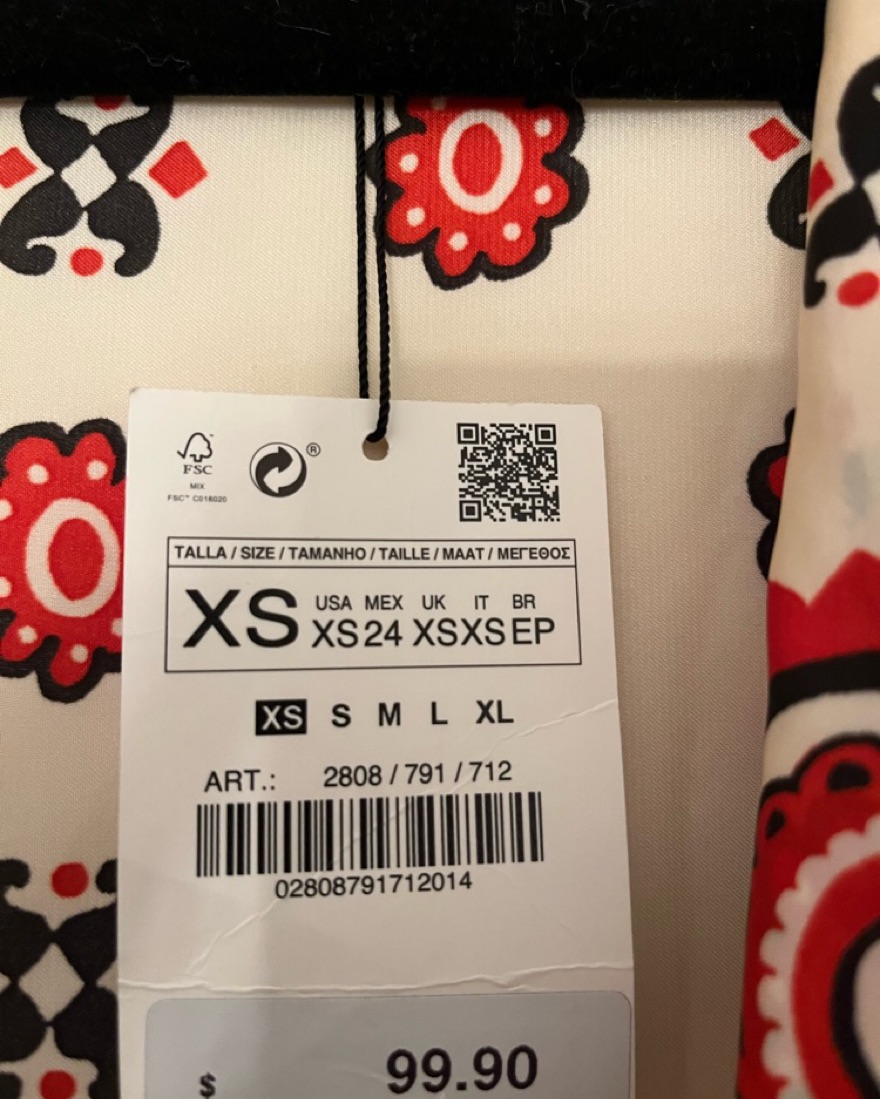 FSC™
MIX
FSC™ C016020
®
TALLA / SIZE / TAMANHO / TAILLE / MAAT / ΜΕΓΕΘΟΣ
XS
USA MEX UK IT BR
XS 24 XS XS EP
XS S M L XL
ART.: 2808 / 791 / 712
02808791712014
$ 99.90